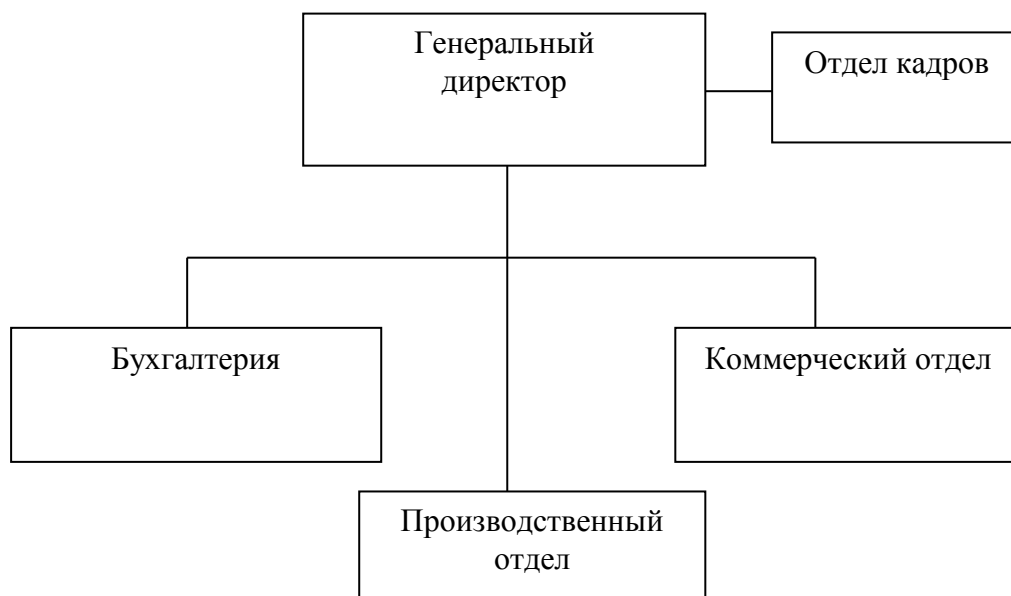 Генеральный
директор
Отдел кадров
Бухгалтерия
Коммерческий отдел
Производственный
отдел